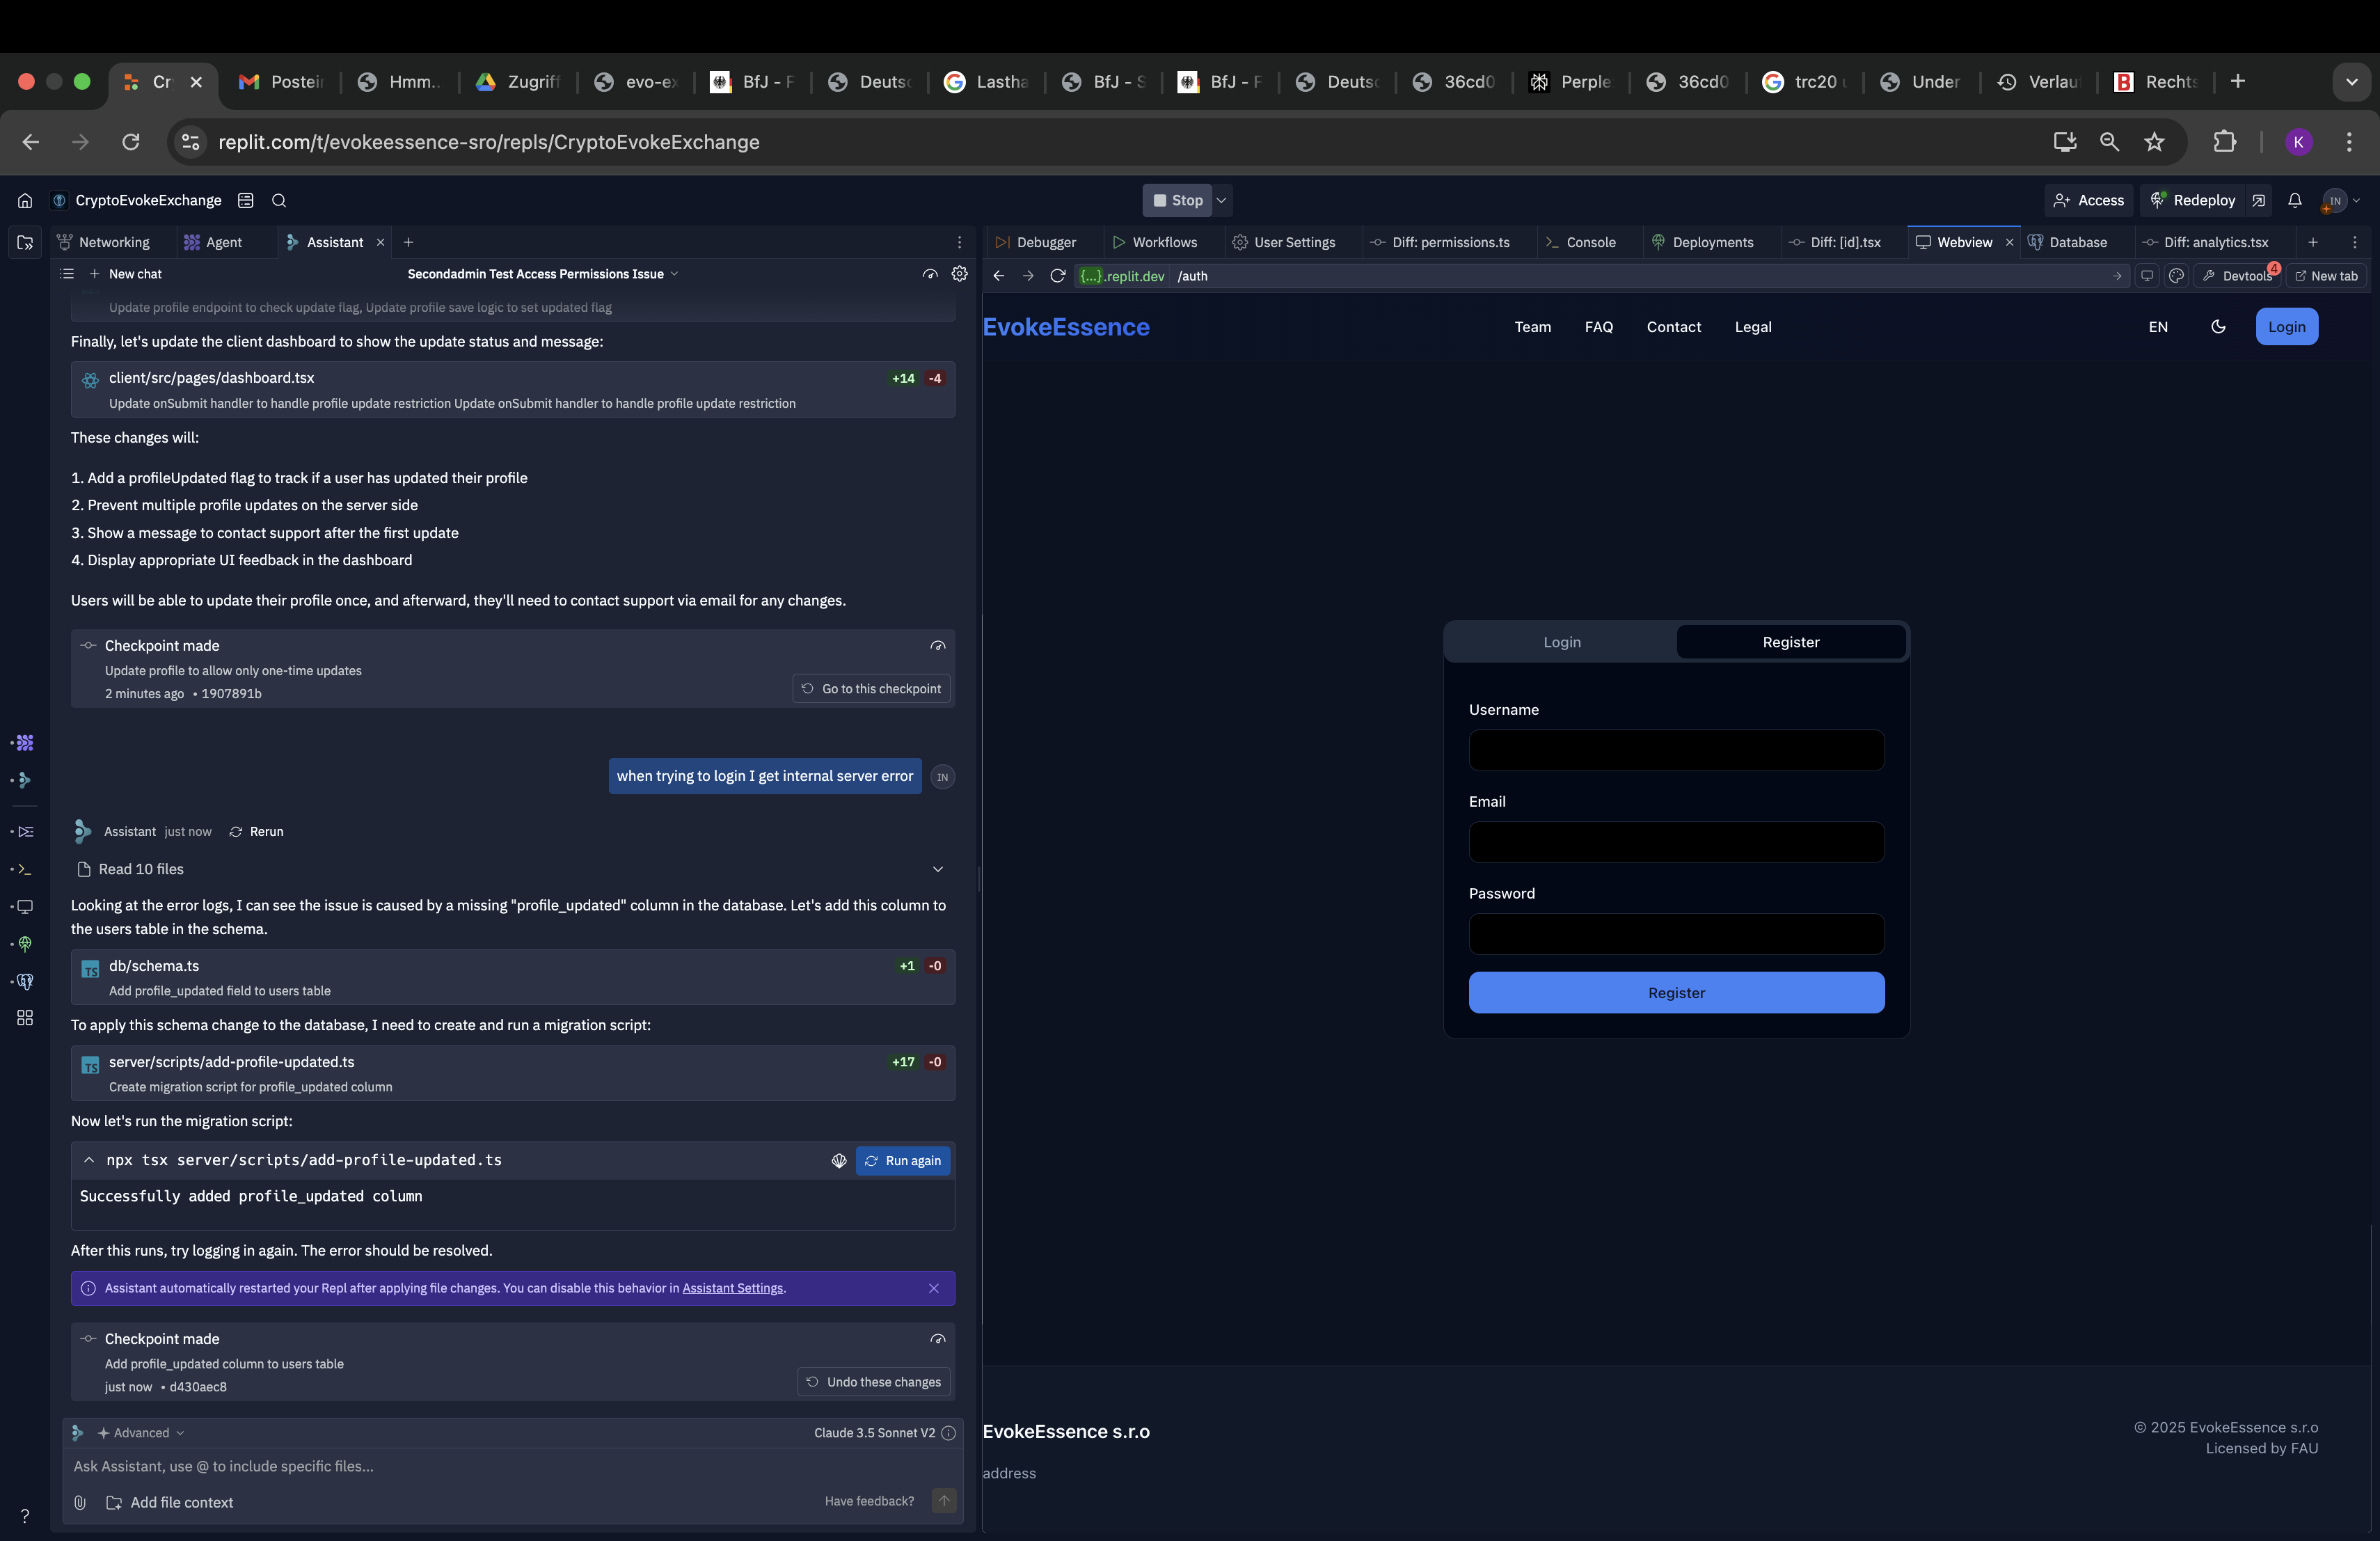 Cr
Postein
Hmm..
Zugriff
evo-ex
BfJ - F
Deutsc
Lastha
BfJ - S
BfJ - F
Deutsc
36cd0
Perple
36cd0
trc20 u
Under
Verlau
Rechts
replit.com/t/evokeessence-sro/repls/CryptoEvokeExchange
K
CryptoEvokeExchange
Stop
Access
Redeploy
IN
Networking
Agent
Assistant
Debugger
Workflows
User Settings
Diff: permissions.ts
Console
Deployments
Diff: [id].tsx
Webview
Database
Diff: analytics.tsx
New chat
Secondadmin Test Access Permissions Issue
{...}.replit.dev /auth
Devtools
4
New tab
Update profile endpoint to check update flag, Update profile save logic to set updated flag
Finally, let's update the client dashboard to show the update status and message:
client/src/pages/dashboard.tsx
+14 -4
Update onSubmit handler to handle profile update restriction Update onSubmit handler to handle profile update restriction
These changes will:
1. Add a profileUpdated flag to track if a user has updated their profile
2. Prevent multiple profile updates on the server side
3. Show a message to contact support after the first update
4. Display appropriate UI feedback in the dashboard
Users will be able to update their profile once, and afterward, they'll need to contact support via email for any changes.
Checkpoint made
Update profile to allow only one-time updates
2 minutes ago • 1907891b
Go to this checkpoint
when trying to login I get internal server error
IN
Assistant just now
Rerun
Read 10 files
Looking at the error logs, I can see the issue is caused by a missing "profile_updated" column in the database. Let's add this column to
the users table in the schema.
TS
db/schema.ts
+1 -0
Add profile_updated field to users table
To apply this schema change to the database, I need to create and run a migration script:
TS
server/scripts/add-profile-updated.ts
+17 -0
Create migration script for profile_updated column
Now let's run the migration script:
npx tsx server/scripts/add-profile-updated.ts
Run again
Successfully added profile_updated column
After this runs, try logging in again. The error should be resolved.
Assistant automatically restarted your Repl after applying file changes. You can disable this behavior in Assistant Settings.
Checkpoint made
Add profile_updated column to users table
just now • d430aec8
Undo these changes
Advanced
Claude 3.5 Sonnet V2
Ask Assistant, use @ to include specific files...
Add file context
Have feedback?
?
EvokeEssence
Team
FAQ
Contact
Legal
EN
Login
Login
Register
Username
Email
Password
Register
EvokeEssence s.r.o
address
© 2025 EvokeEssence s.r.o
Licensed by FAU